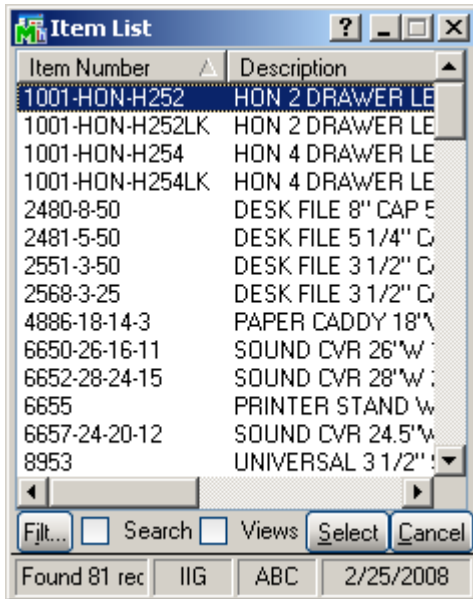 Item List
Item Number Description
1001-HON-H252 HON 2 DRAWER LE
1001-HON-H252LK HON 2 DRAWER LE
1001-HON-H254 HON 4 DRAWER LE
1001-HON-H254LK HON 4 DRAWER LE
2480-8-50 DESK FILE 8" CAP 5
2481-5-50 DESK FILE 5 1/4" CA
2551-3-50 DESK FILE 3 1/2" CA
2568-3-25 DESK FILE 3 1/2" CA
4886-18-14-3 PAPER CADDY 18"W
6650-26-16-11 SOUND CVR 26"W
6652-28-24-15 SOUND CVR 28"W
6655 PRINTER STAND W
6657-24-20-12 SOUND CVR 24.5"W
8953 UNIVERSAL 3 1/2"
Filt... Search Views Select Cancel
Found 81 rec IIG ABC 2/25/2008